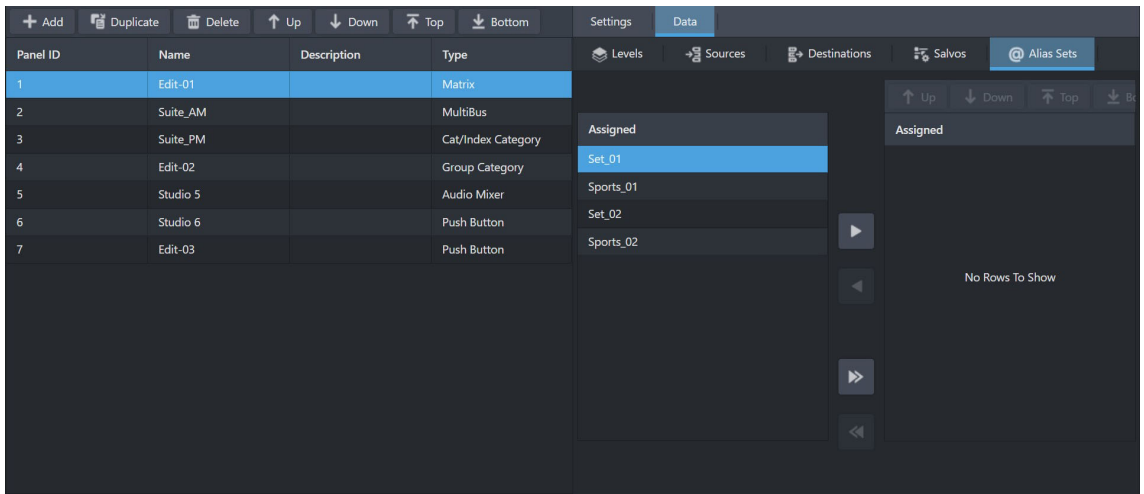 Add Duplicate Delete Up Down Top Bottom Settings Data
Panel ID Name Description Type
Levels Sources Destinations Salvos @ Alias Sets
1 Edit-01 Matrix
2 Suite_AM MultiBus
3 Suite_PM Cat/Index Category
4 Edit-02 Group Category
5 Studio 5 Audio Mixer
6 Studio 6 Push Button
7 Edit-03 Push Button
Assigned
Set_01
Sports_01
Set_02
Sports_02
Up Down Top
Assigned
No Rows To Show